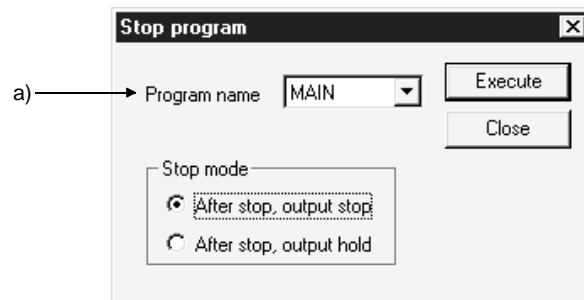 Stop program
a) Program name MAIN Execute
Close
Stop mode
After stop, output stop
After stop, output hold